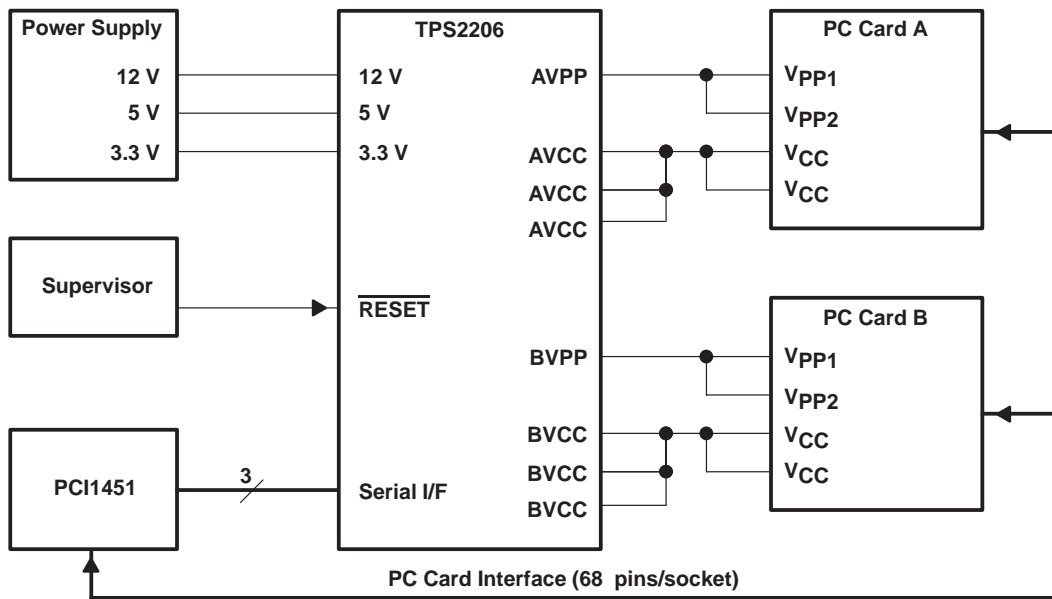 Power Supply
12 V
5 V
3.3 V
Supervisor
PCI1451
3
TPS2206
12 V
5 V
3.3 V
RESET
Serial I/F
AVPP
AVCC
AVCC
AVCC
BVPP
BVCC
BVCC
BVCC
PC Card A
VPP1
VPP2
VCC
VCC
PC Card B
VPP1
VPP2
VCC
VCC
PC Card Interface (68 pins/socket)